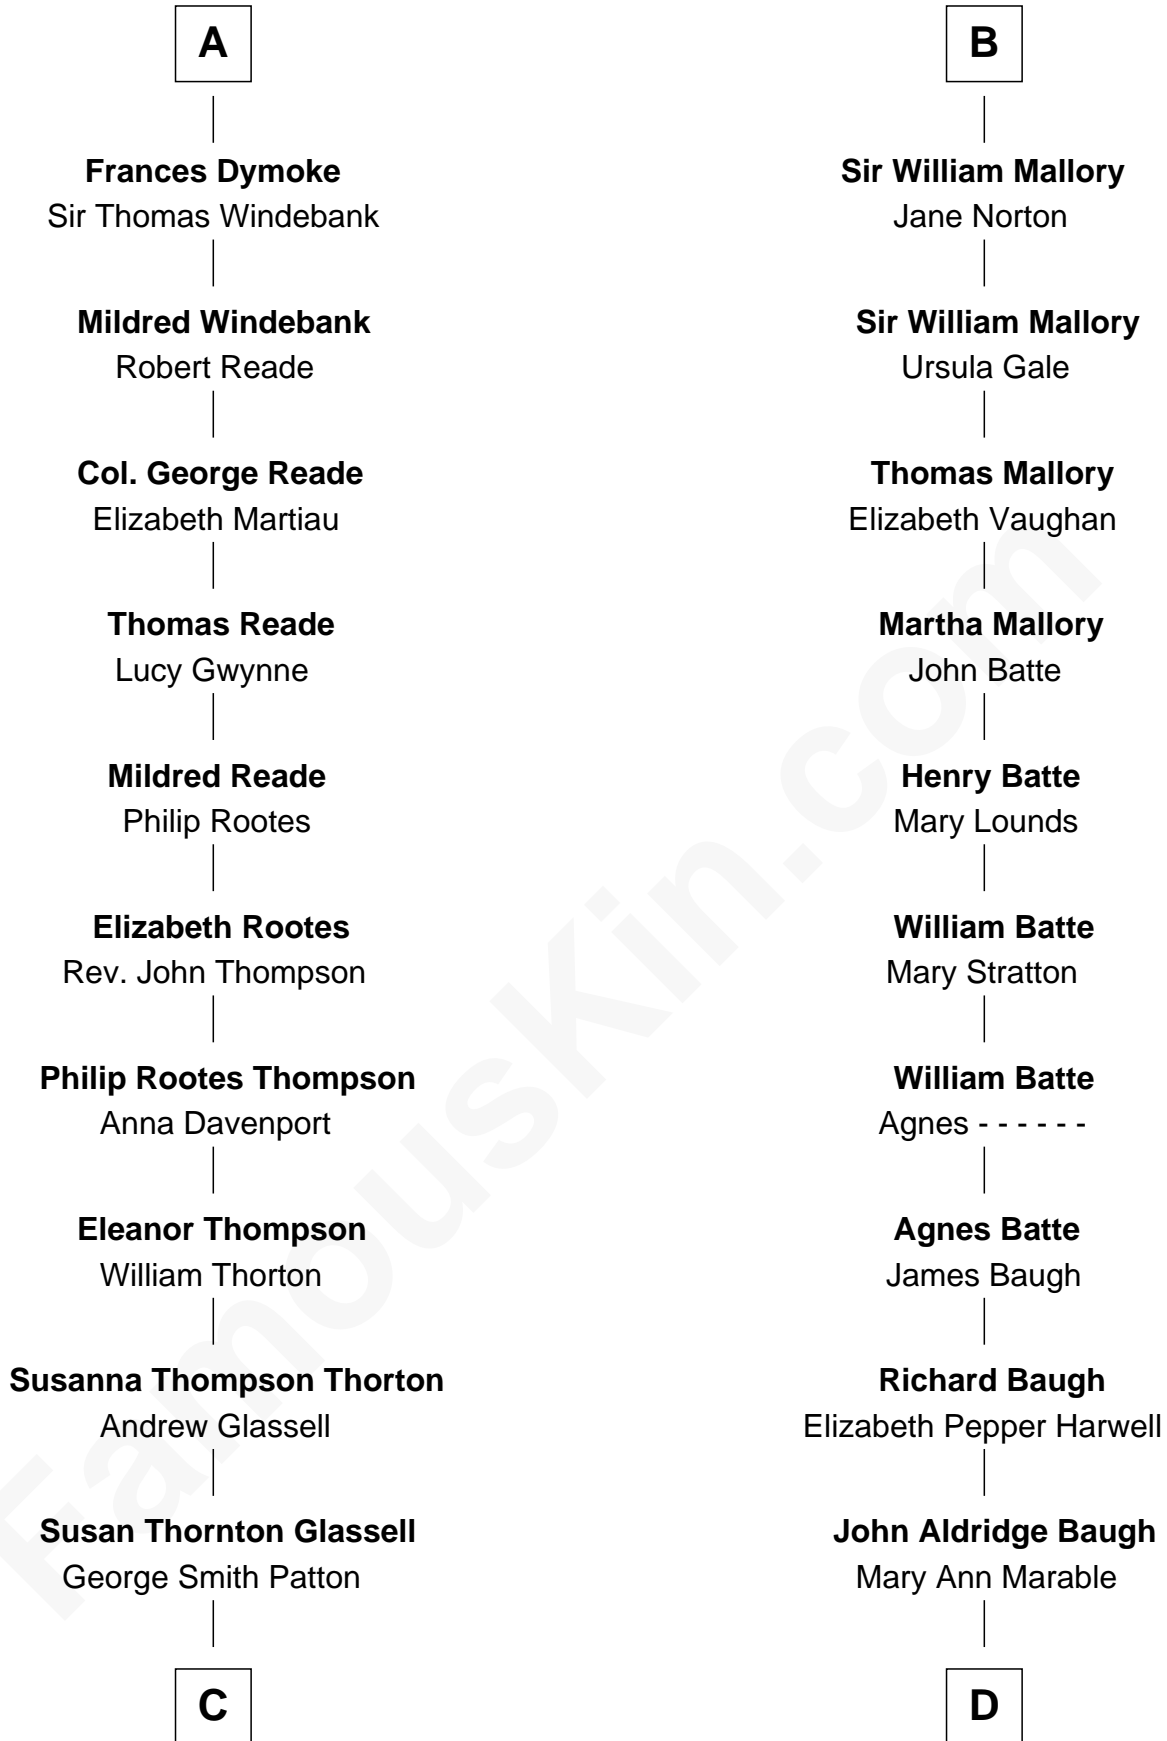 A
Frances Dymoke
Sir Thomas Windebank
Mildred Windebank
Robert Reade
Col. George Reade
Elizabeth Martiau
Thomas Reade
Lucy Gwynne
Mildred Reade
Philip Rootes
Elizabeth Rootes
Rev. John Thompson
Philip Rootes Thompson
Anna Davenport
Eleanor Thompson
William Thorton
Susanna Thompson Thorton
Andrew Glassell
Susan Thornton Glassell
George Smith Patton
C
B
Sir William Mallory
Jane Norton
Sir William Mallory
Ursula Gale
Thomas Mallory
Elizabeth Vaughan
Martha Mallory
John Batte
Henry Batte
Mary Lounds
William Batte
Mary Stratton
William Batte
Agnes - - - - - -
Agnes Batte
James Baugh
Richard Baugh
Elizabeth Pepper Harwell
John Aldridge Baugh
Mary Ann Marable
D
FamousKin.com